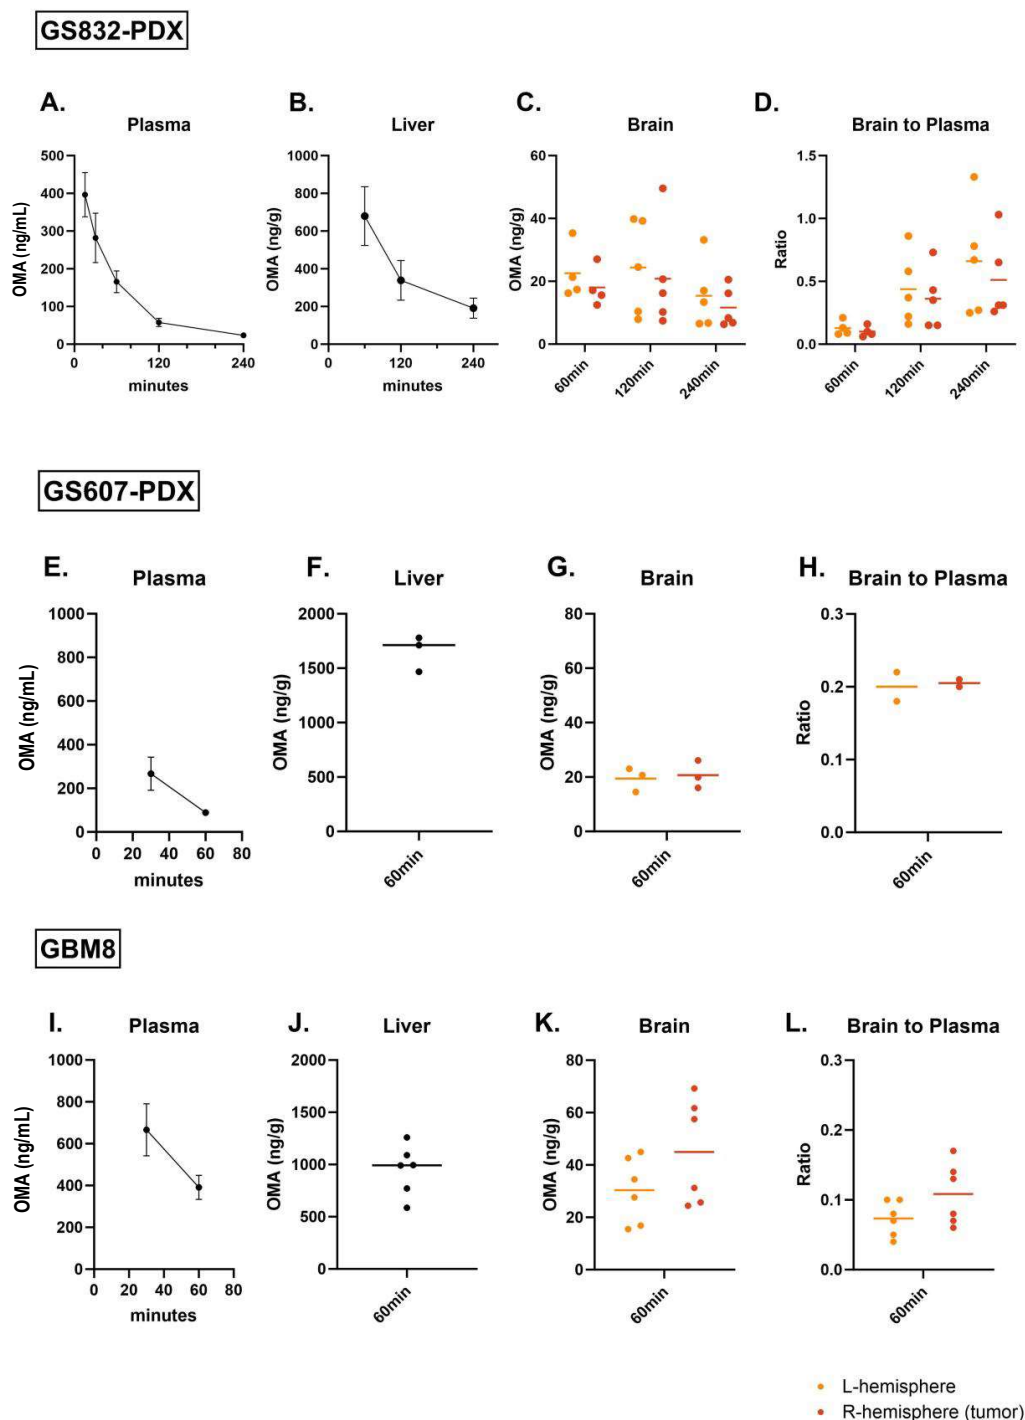 GS832-PDX
A. B. C. D.
Plasma Liver Brain Brain to Plasma
OMA (ng/mL)
500
400
300
200
100
0
0 120 240
minutes
OMA (ng/g)
1000
800
600
400
200
0
0 120 240
minutes
OMA (ng/g)
60
40
20
0
60min 120min 240min
Ratio
1.5
1.0
0.5
0.0
60min 120min 240min
GS607-PDX
E. F. G. H.
Plasma Liver Brain Brain to Plasma
OMA (ng/mL)
1000
800
600
400
200
0
0 20 40 60 80
minutes
OMA (ng/g)
2000
1500
1000
500
0
60min
OMA (ng/g)
80
60
40
20
0
60min
Ratio
0.3
0.2
0.1
0.0
60min
GBM8
I. J. K. L.
Plasma Liver Brain Brain to Plasma
OMA (ng/mL)
1000
800
600
400
200
0
0 20 40 60 80
minutes
OMA (ng/g)
2000
1500
1000
500
0
60min
OMA (ng/g)
80
60
40
20
0
60min
Ratio
0.3
0.2
0.1
0.0
60min
L-hemisphere
R-hemisphere (tumor)